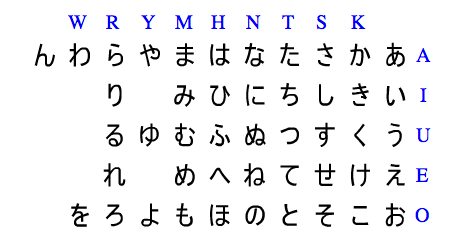 W R Y M H N T S K
ん わ ら や ま は な た さ か あ A
り み ひ に ち し き い I
る ゆ む ふ ぬ つ す く う U
れ め へ ね て せ け え E
を ろ よ も ほ の と そ こ お O